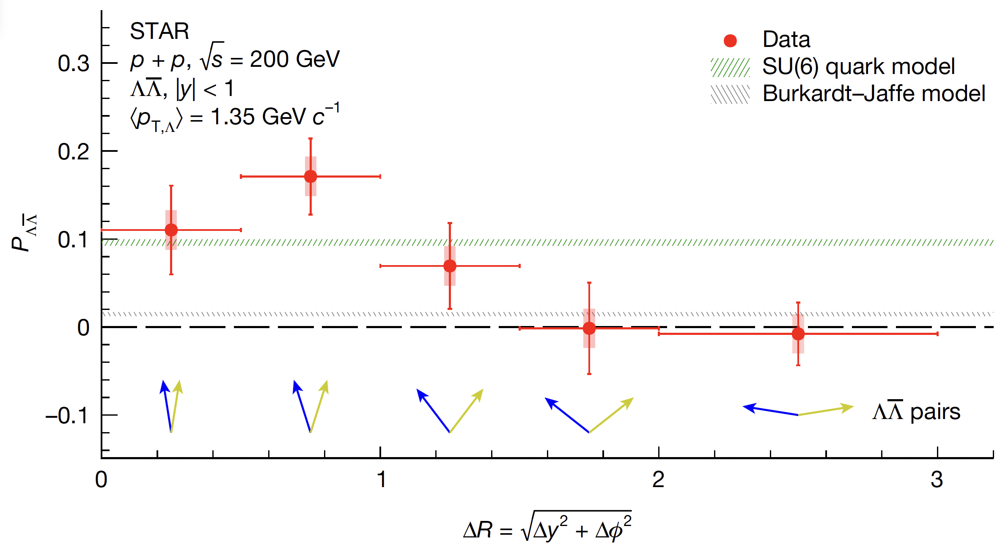 STAR
p + p, √s = 200 GeV
ΛΛ̅, |y| < 1
⟨p_T,Λ⟩ = 1.35 GeV c⁻¹
Data
SU(6) quark model
Burkardt–Jaffe model
P_ΛΛ̅
0.3
0.2
0.1
0
−0.1
ΛΛ̅ pairs
0 1 2 3
ΔR = √(Δy² + Δϕ²)